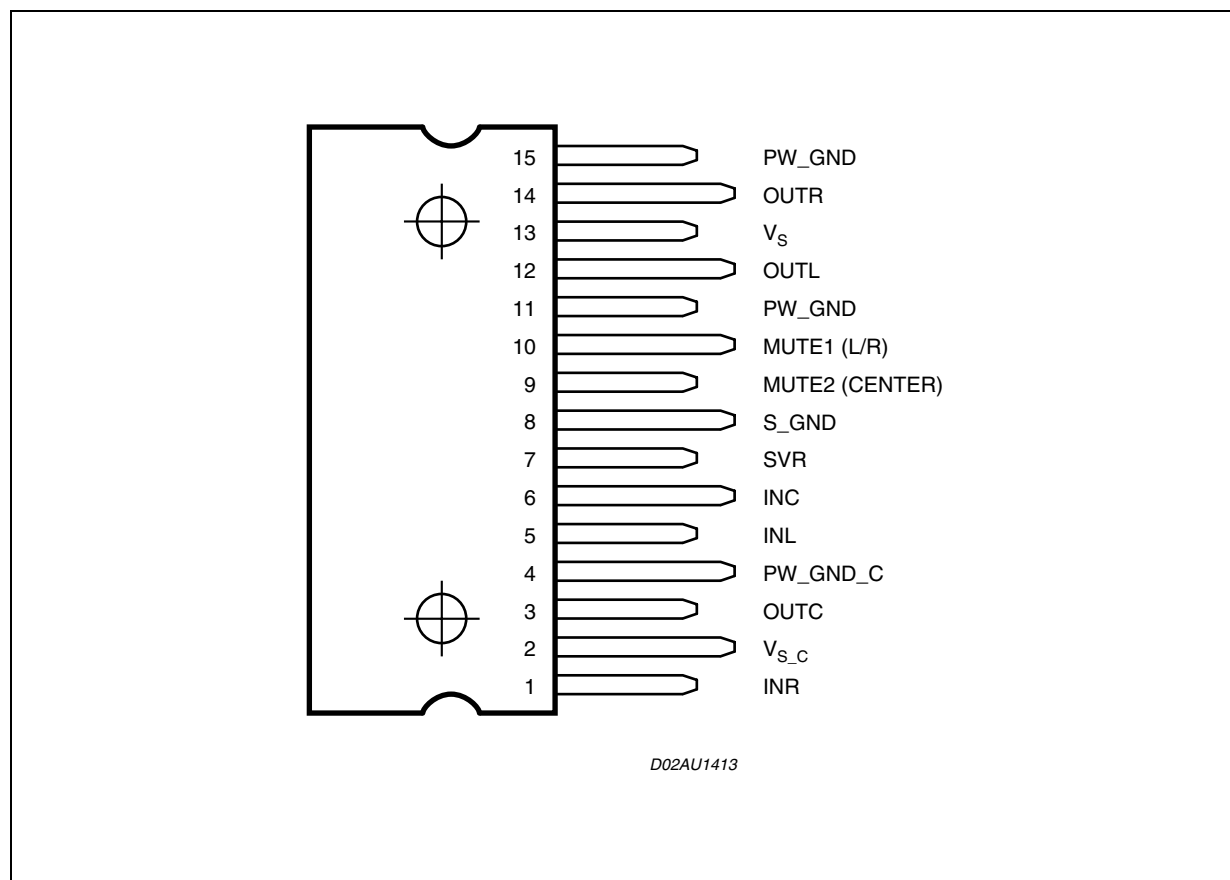 15 PW_GND
14 OUTR
13 VS
12 OUTL
11 PW_GND
10 MUTE1 (L/R)
9 MUTE2 (CENTER)
8 S_GND
7 SVR
6 INC
5 INL
4 PW_GND_C
3 OUTC
2 VS_C
1 INR
D02AU1413